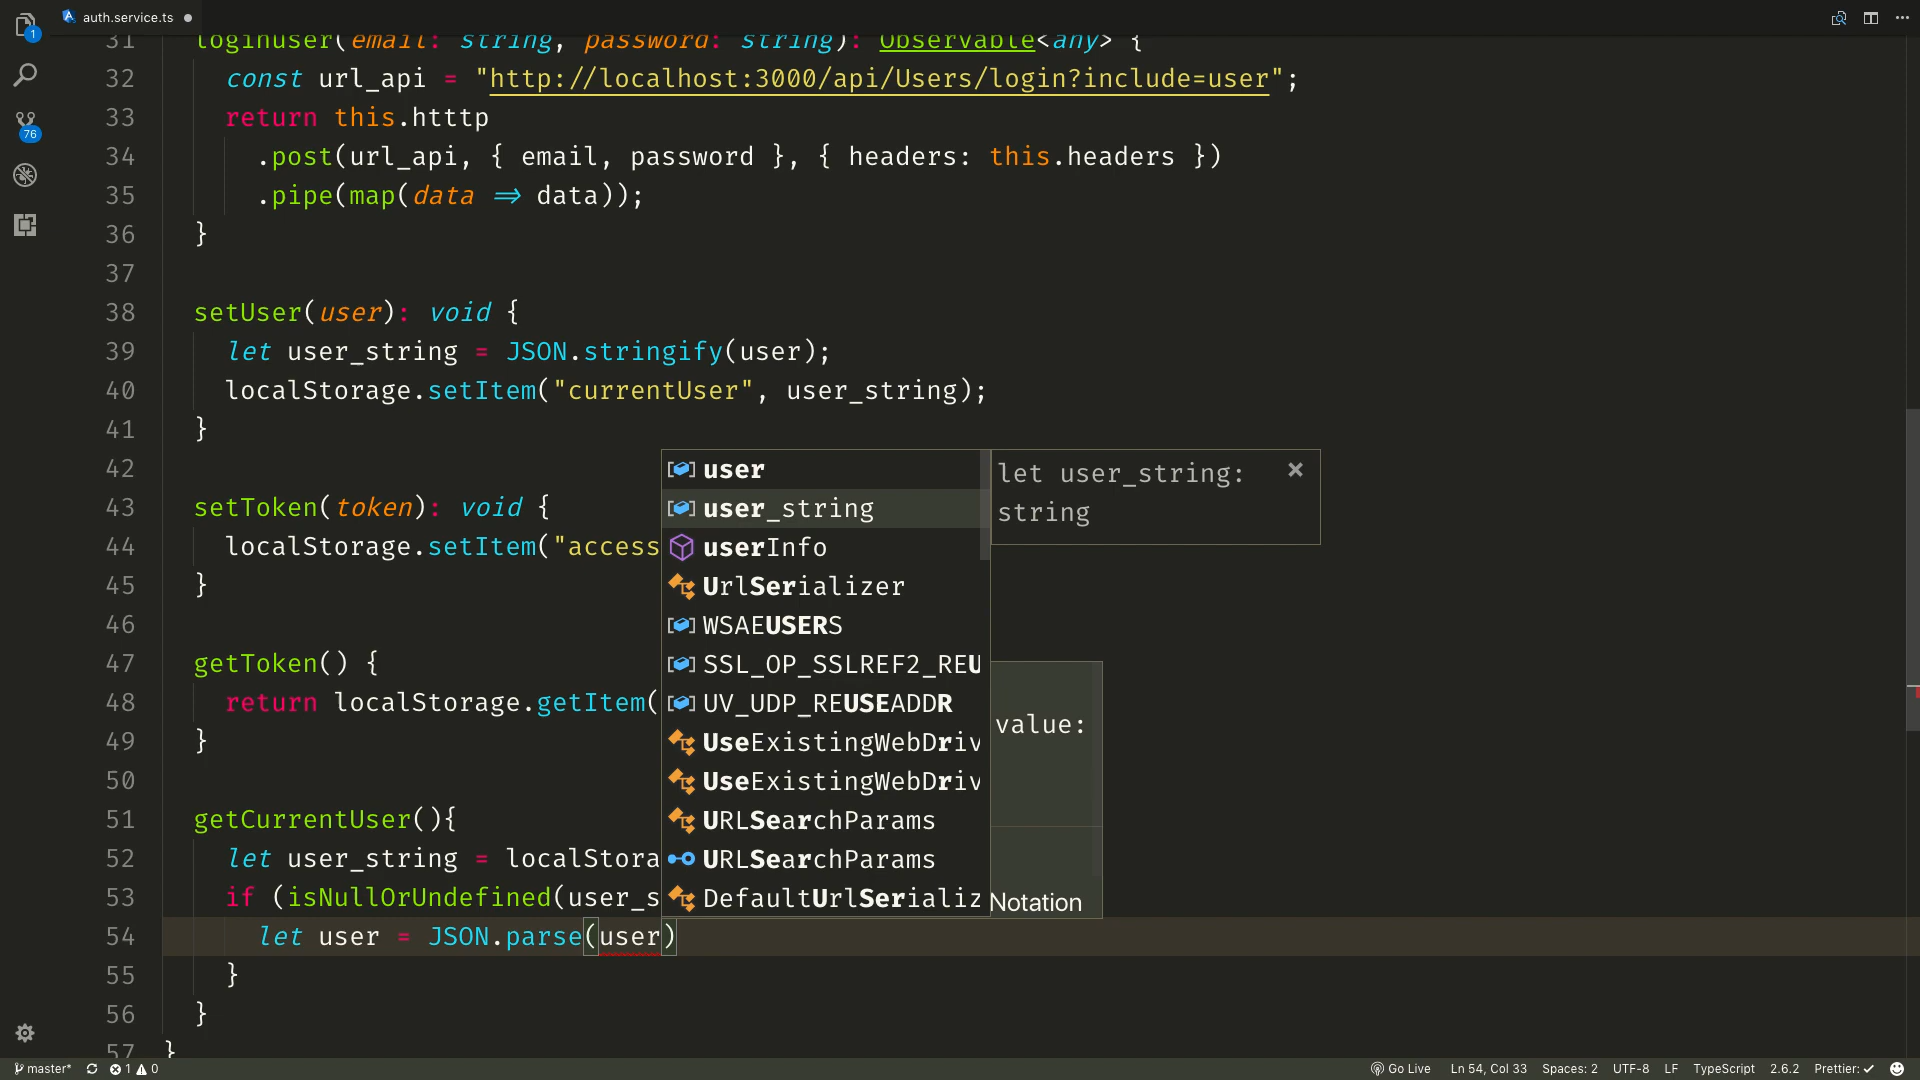 auth.service.ts
1
31 loginuser(email: string, password: string): Observable<any> {
32 const url_api = "http://localhost:3000/api/Users/login?include=user";
33 return this.htttp
76
34 .post(url_api, { email, password }, { headers: this.headers })
35 .pipe(map(data => data));
36 }
37
38 setUser(user): void {
39 let user_string = JSON.stringify(user);
40 localStorage.setItem("currentUser", user_string);
41 }
42
43 setToken(token): void {
44 localStorage.setItem("access
45 }
46
47 getToken() {
48 return localStorage.getItem(
49 }
50
51 getCurrentUser(){
52 let user_string = localStora
53 if (isNullOrUndefined(user_s
54 let user = JSON.parse(user)
55 }
56 }
57 }
user
user_string
userInfo
UrlSerializer
WSAEUSERS
SSL_OP_SSLREF2_REU
UV_UDP_REUSEADDR
UseExistingWebDriv
UseExistingWebDriv
URLSearchParams
URLSearchParams
DefaultUrlSerializ
let user_string:
string
value:
Notation
master* 1 0 Go Live Ln 54, Col 33 Spaces: 2 UTF-8 LF TypeScript 2.6.2 Prettier: ✓